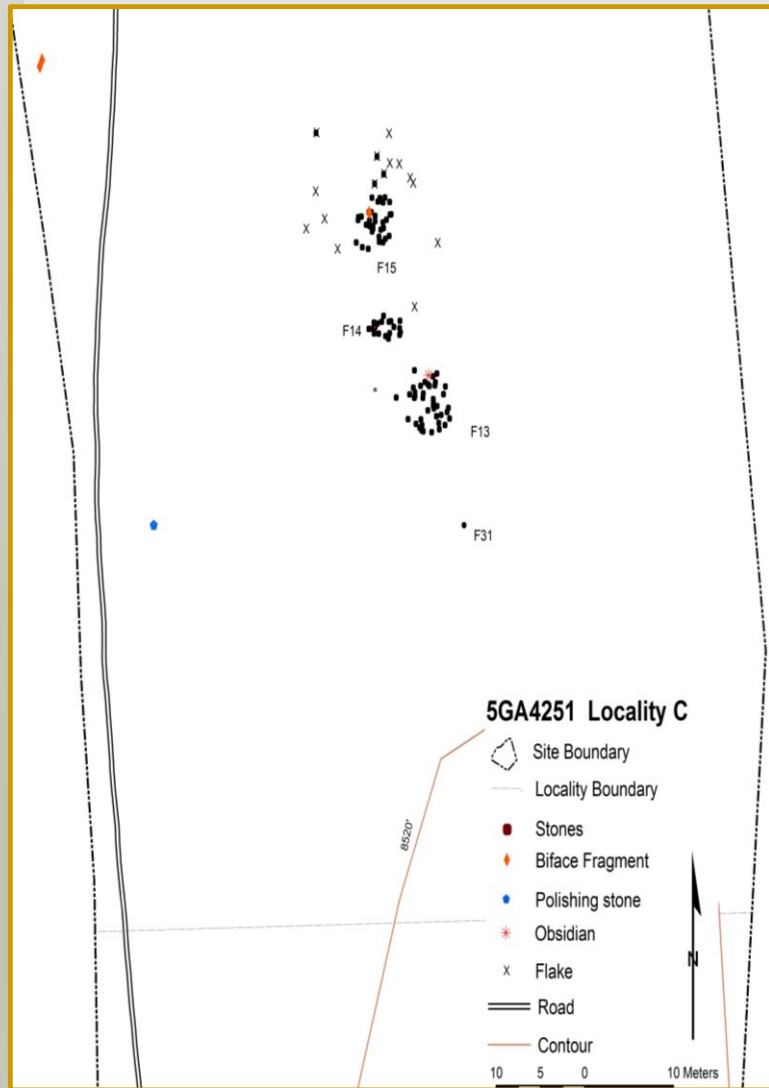 F15
F14
F13
F31
5GA4251 Locality C
Site Boundary
Locality Boundary
8520'
Stones
Biface Fragment
Polishing stone
Obsidian
N
Flake
Road
Contour
10 5 0 10 Meters